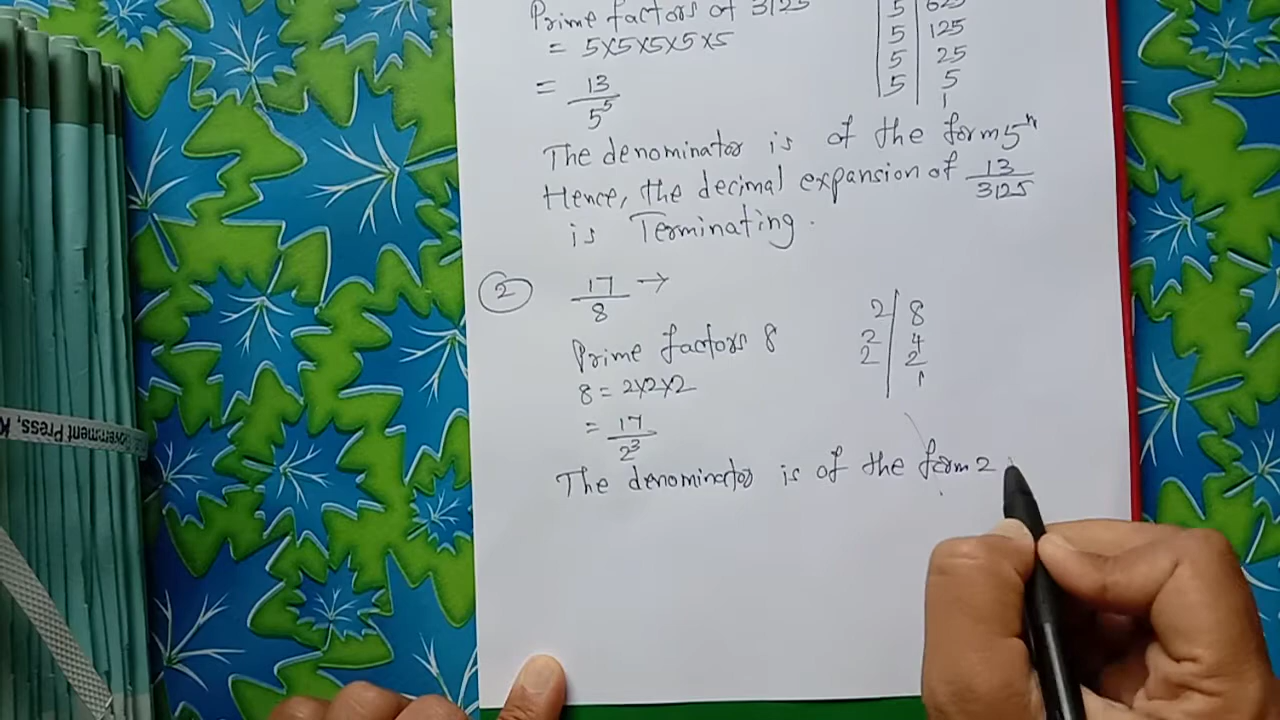 Prime factors of 3125
= 5×5×5×5×5
= 13/5⁵
5 | 625
5 | 125
5 | 25
5 | 5
1
The denominator is of the form 5ⁿ
Hence, the decimal expansion of 13/3125
is Terminating.
② 17/8 →
Prime factors 8
8 = 2×2×2
= 17/2³
2 | 8
2 | 4
2 | 2
1
The denominator is of the form 2
Government Press, K